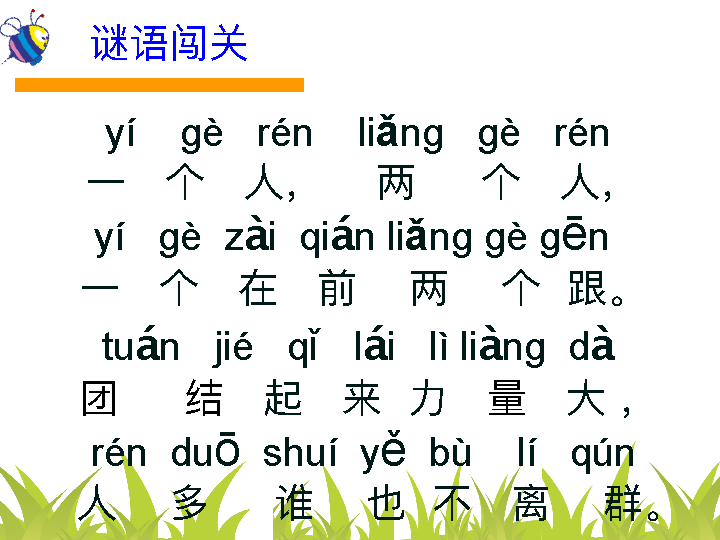 谜语闯关
yí gè rén liǎng gè rén
一 个 人, 两 个 人,
yí gè zài qián liǎng gè gēn
一 个 在 前 两 个 跟。
tuán jié qǐ lái lì liàng dà
团 结 起 来 力 量 大，
rén duō shuí yě bù lí qún
人 多 谁 也 不 离 群。